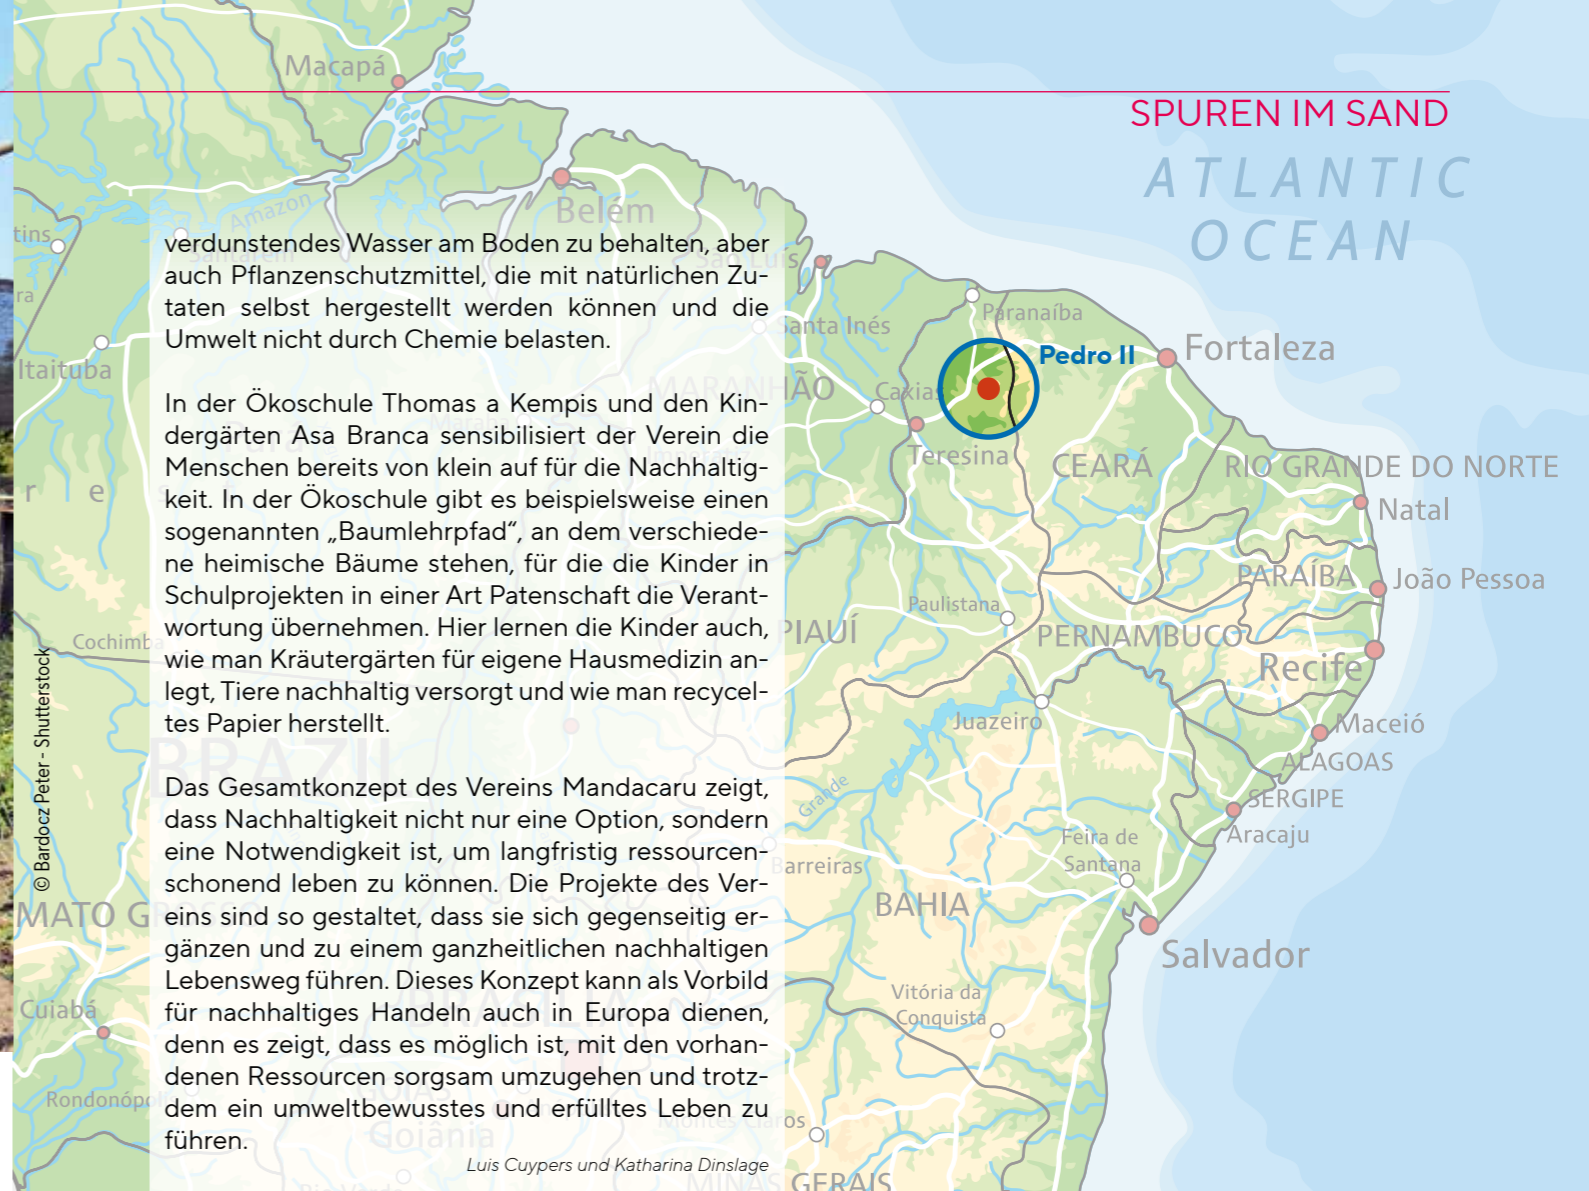 SPUREN IM SAND
ATLANTIC
OCEAN
Macapá
Belém
Amazon
Santarém
São Luís
tins
ra
Itaituba
Santa Inés
Paranaíba
Pedro II
Fortaleza
MARANHÃO
Caxias
Teresina
CEARÁ
RIO GRANDE DO NORTE
Natal
PARAÍBA
João Pessoa
Paulistana
PIAUÍ
PERNAMBUCO
Recife
Juazeiro
Maceió
ALAGOAS
SERGIPE
Aracaju
Grande
Feira de
Santana
Barreiras
BAHIA
Salvador
Vitória da
Conquista
r e
Pará
Cochimba
BRAZIL
MATO GROSSO
Cuiabá
BRASÍLIA
Rondonópolis
GOIÁS
Goiânia
Montes Claros
MINAS GERAIS
verdunstendes Wasser am Boden zu behalten, aber
auch Pflanzenschutzmittel, die mit natürlichen Zu-
taten selbst hergestellt werden können und die
Umwelt nicht durch Chemie belasten.
In der Ökoschule Thomas a Kempis und den Kin-
dergärten Asa Branca sensibilisiert der Verein die
Menschen bereits von klein auf für die Nachhaltig-
keit. In der Ökoschule gibt es beispielsweise einen
sogenannten „Baumlehrpfad“, an dem verschiede-
ne heimische Bäume stehen, für die die Kinder in
Schulprojekten in einer Art Patenschaft die Verant-
wortung übernehmen. Hier lernen die Kinder auch,
wie man Kräutergärten für eigene Hausmedizin an-
legt, Tiere nachhaltig versorgt und wie man recycel-
tes Papier herstellt.
Das Gesamtkonzept des Vereins Mandacaru zeigt,
dass Nachhaltigkeit nicht nur eine Option, sondern
eine Notwendigkeit ist, um langfristig ressourcen-
schonend leben zu können. Die Projekte des Ver-
eins sind so gestaltet, dass sie sich gegenseitig er-
gänzen und zu einem ganzheitlichen nachhaltigen
Lebensweg führen. Dieses Konzept kann als Vorbild
für nachhaltiges Handeln auch in Europa dienen,
denn es zeigt, dass es möglich ist, mit den vorhan-
denen Ressourcen sorgsam umzugehen und trotz-
dem ein umweltbewusstes und erfülltes Leben zu
führen.
Luis Cuypers und Katharina Dinslage
© Bardocz Peter - Shutterstock